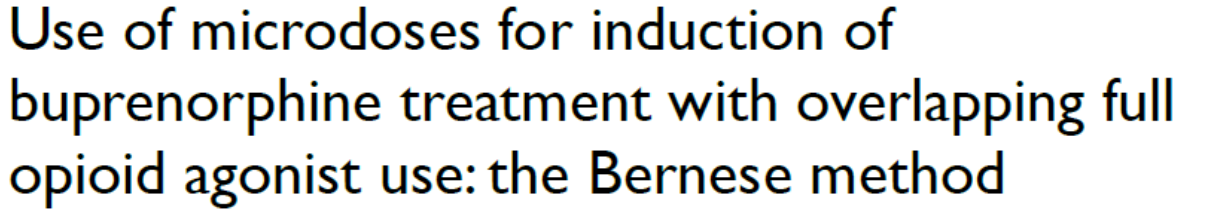 Use of microdoses for induction of
buprenorphine treatment with overlapping full
opioid agonist use: the Bernese method